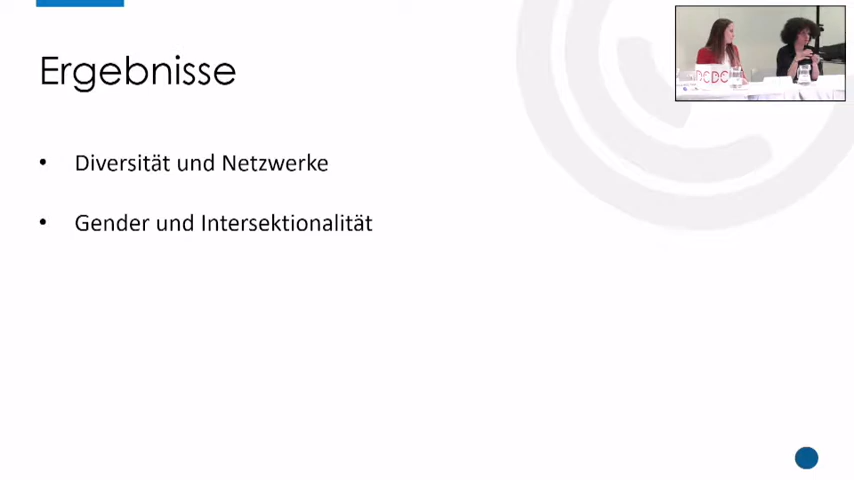 Ergebnisse
• Diversität und Netzwerke
• Gender und Intersektionalität